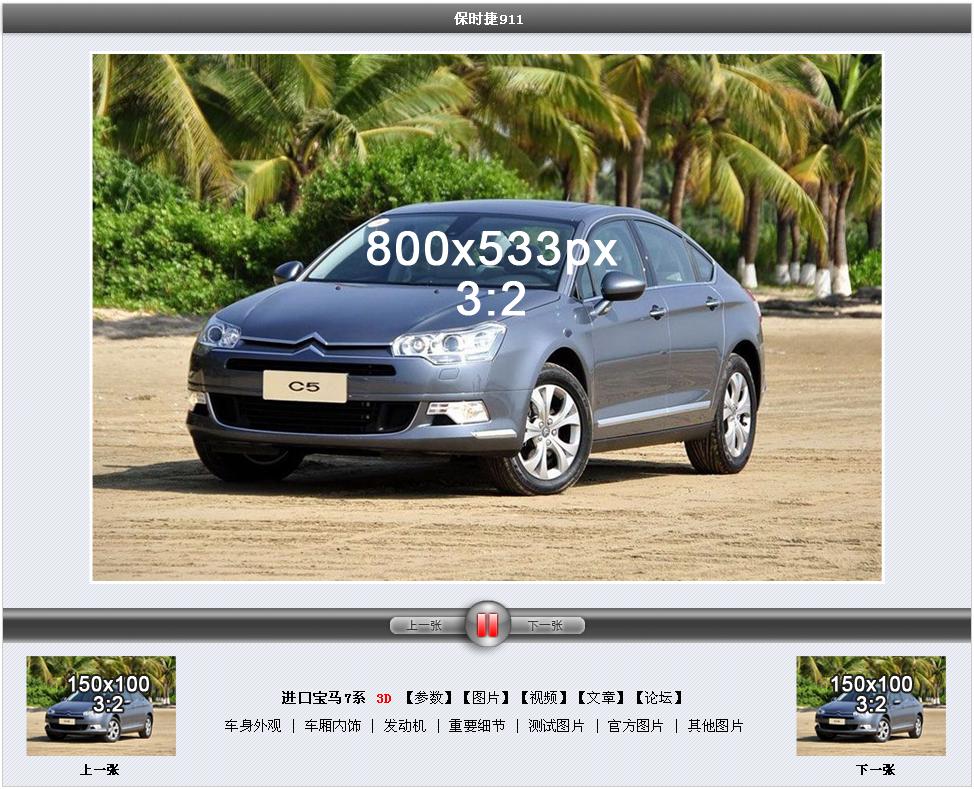 保时捷911
800x533px
3:2
C5
上一张 下一张
150x100
3:2
上一张
进口宝马7系 3D 【参数】【图片】【视频】【文章】【论坛】
车身外观 | 车厢内饰 | 发动机 | 重要细节 | 测试图片 | 官方图片 | 其他图片
150x100
3:2
下一张